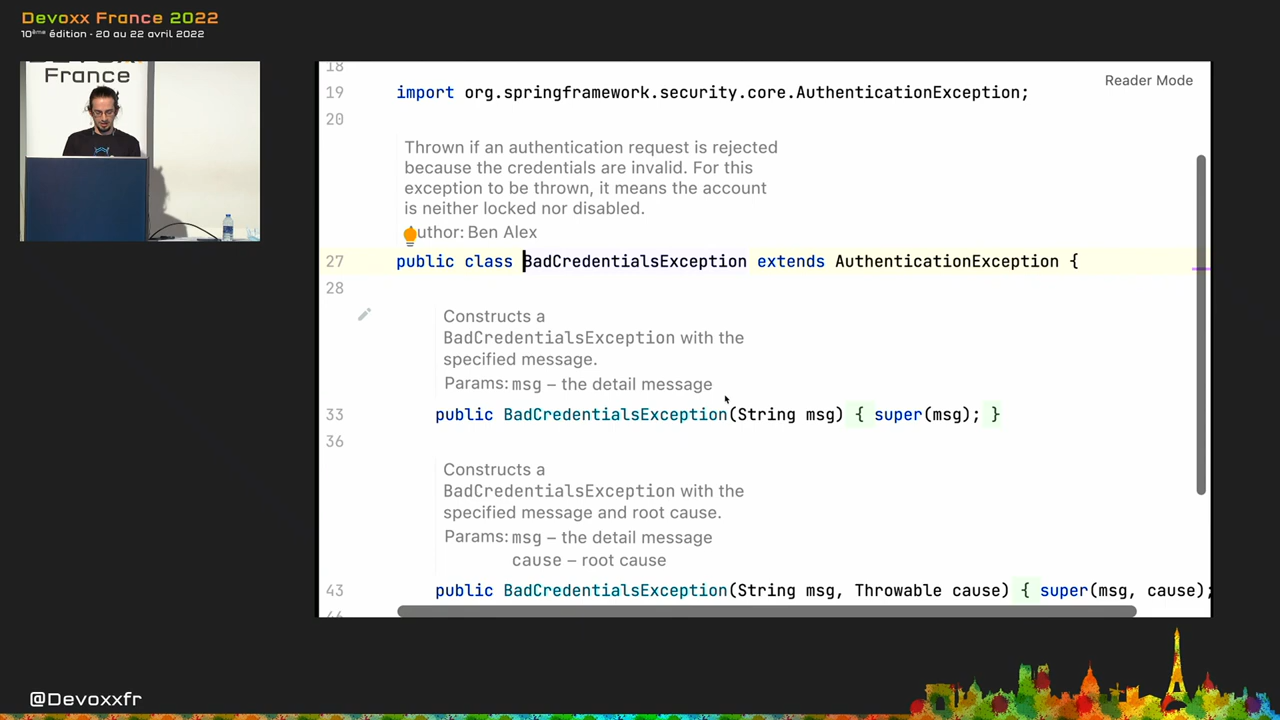 Devoxx France 2022
10ème édition - 20 au 22 avril 2022
France
18
Reader Mode
19 import org.springframework.security.core.AuthenticationException;
20
Thrown if an authentication request is rejected
because the credentials are invalid. For this
exception to be thrown, it means the account
is neither locked nor disabled.
uthor: Ben Alex
27 public class BadCredentialsException extends AuthenticationException {
28
Constructs a
BadCredentialsException with the
specified message.
Params: msg – the detail message
33 public BadCredentialsException(String msg) { super(msg); }
36
Constructs a
BadCredentialsException with the
specified message and root cause.
Params: msg – the detail message
cause – root cause
43 public BadCredentialsException(String msg, Throwable cause) { super(msg, cause);
@Devoxxfr